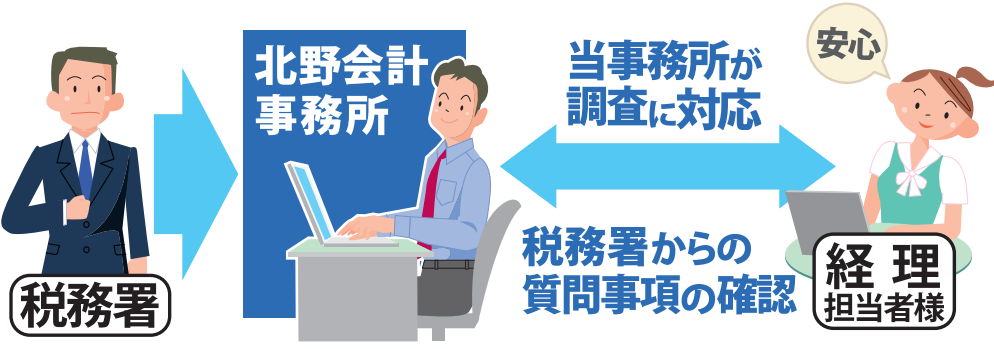 税務署
北野会計
事務所
当事務所が
調査に対応
税務署からの
質問事項の確認
安心
経理
担当者様